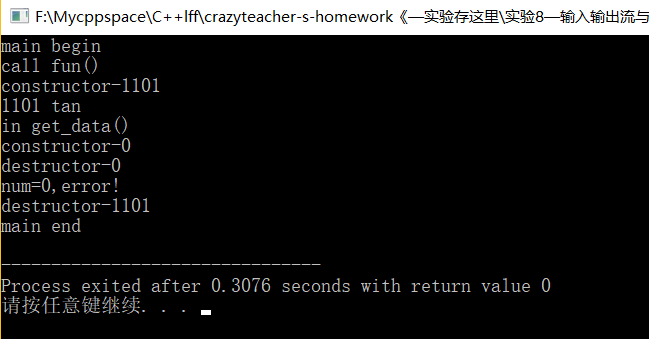 F:\Mycppspace\C++lff\crazyteacher-s-homework《—实验存这里\实验8—输入输出流与
main begin
call fun()
constructor-1101
1101 tan
in get_data()
constructor-0
destructor-0
num=0,error!
destructor-1101
main end
--------------------------------
Process exited after 0.3076 seconds with return value 0
请按任意键继续. . .